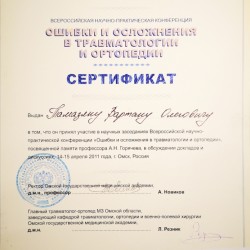 ВСЕРОССИЙСКАЯ НАУЧНО-ПРАКТИЧЕСКАЯ КОНФЕРЕНЦИЯ
ОШИБКИ И ОСЛОЖНЕНИЯ
В ТРАВМАТОЛОГИИ
И ОРТОПЕДИИ
СЕРТИФИКАТ
Выдан Мамазяну Вартану Олеговичу
в том, что он принял участие в научных заседаниях Всероссийской научно-
практической конференции «Ошибки и осложнения в травматологии и ортопедии»,
посвященной памяти профессора А.Н. Горячева, в обсуждении докладов и
дискуссиях, 14-15 апреля 2011 года, г. Омск, Россия
Ректор Омской государственной медицинской академии,
д.м.н., профессор А. Новиков
Главный травматолог-ортопед МЗ Омской области,
заведующий кафедрой травматологии, ортопедии и военно-полевой хирургии
Омской государственной медицинской академии,
д.м.н. Л. Резник